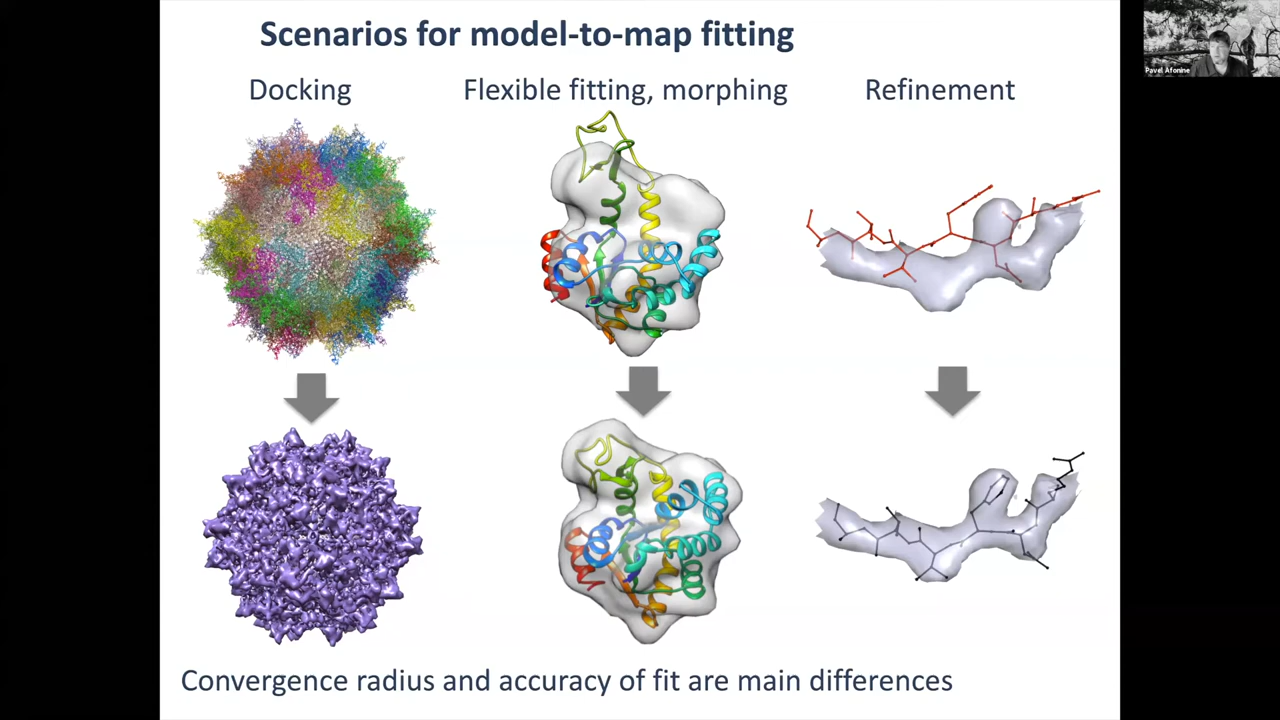 Scenarios for model-to-map fitting
Docking
Flexible fitting, morphing
Refinement
Convergence radius and accuracy of fit are main differences
Pavel Afonine